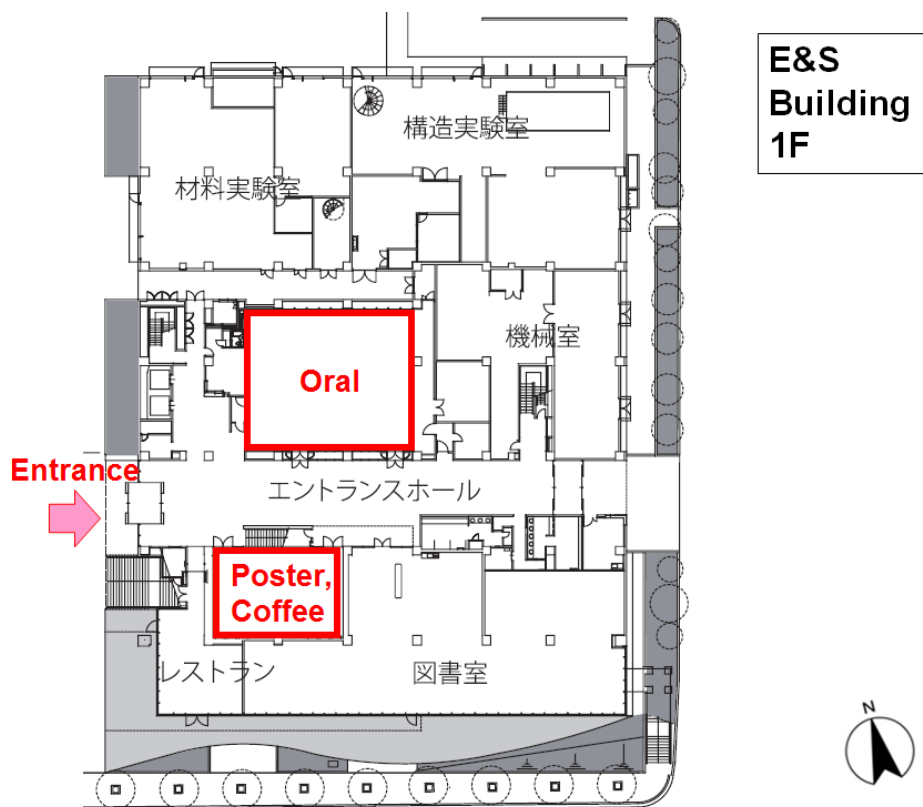 E&S
Building
1F
構造実験室
材料実験室
機械室
Oral
Entrance
エントランスホール
Poster,
Coffee
レストラン
図書室
N